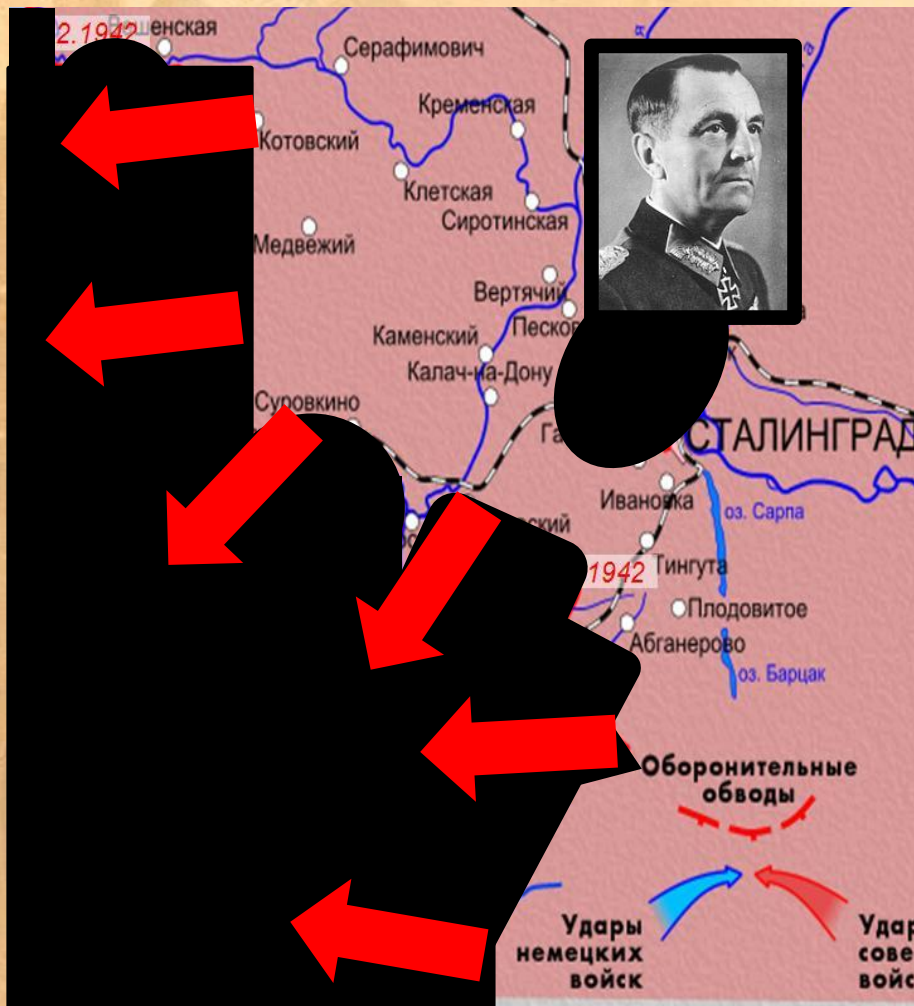 2.1942
Серафимович
Кременская
Котовский
Клетская
Сиротинская
Медвежий
Вертячий
Каменский
Калач-на-Дону
Суровкино
СТАЛИНГРАД
Ивановка
оз. Сарпа
1942
Тингута
Плодовитое
Абганерово
оз. Барцак
Оборонительные
обводы
Удары
немецких
войск